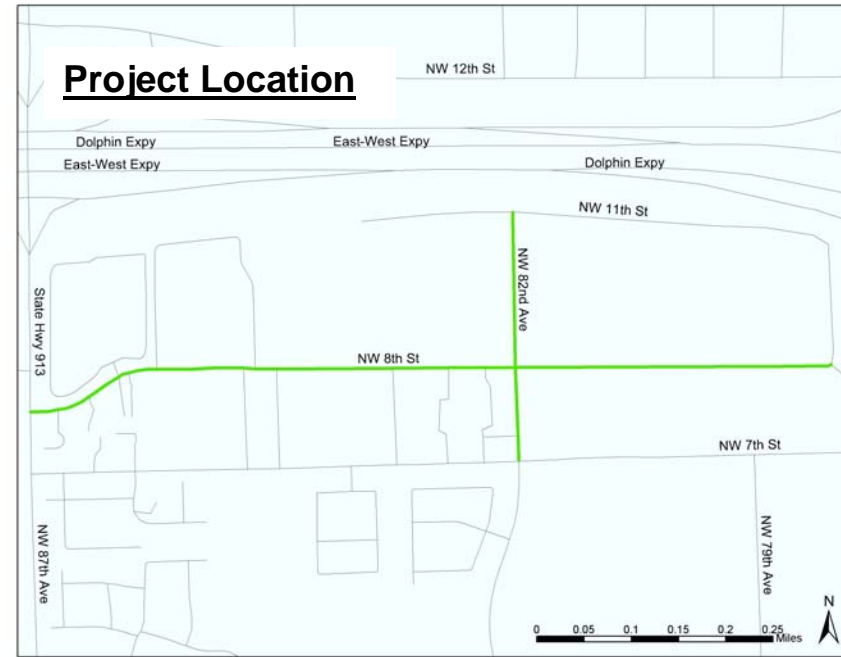 Project Location
NW 12th St
Dolphin Expy
East-West Expy
East-West Expy
Dolphin Expy
NW 11th St
NW 82nd Ave
State Hwy 913
NW 8th St
NW 7th St
NW 87th Ave
NW 79th Ave
N
0 0.05 0.1 0.15 0.2 0.25
Miles